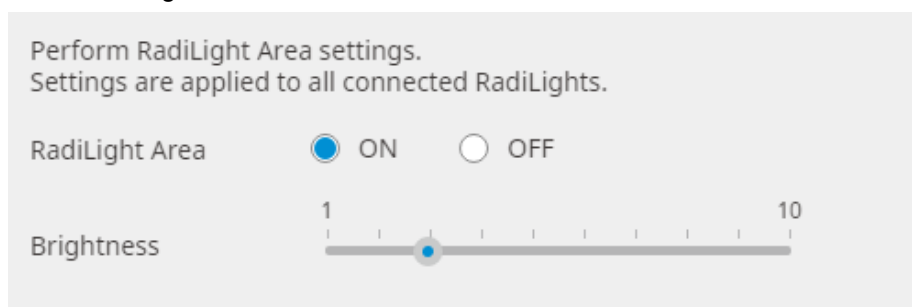 Perform RadiLight Area settings.
Settings are applied to all connected RadiLights.
RadiLight Area ON OFF
1 10
Brightness